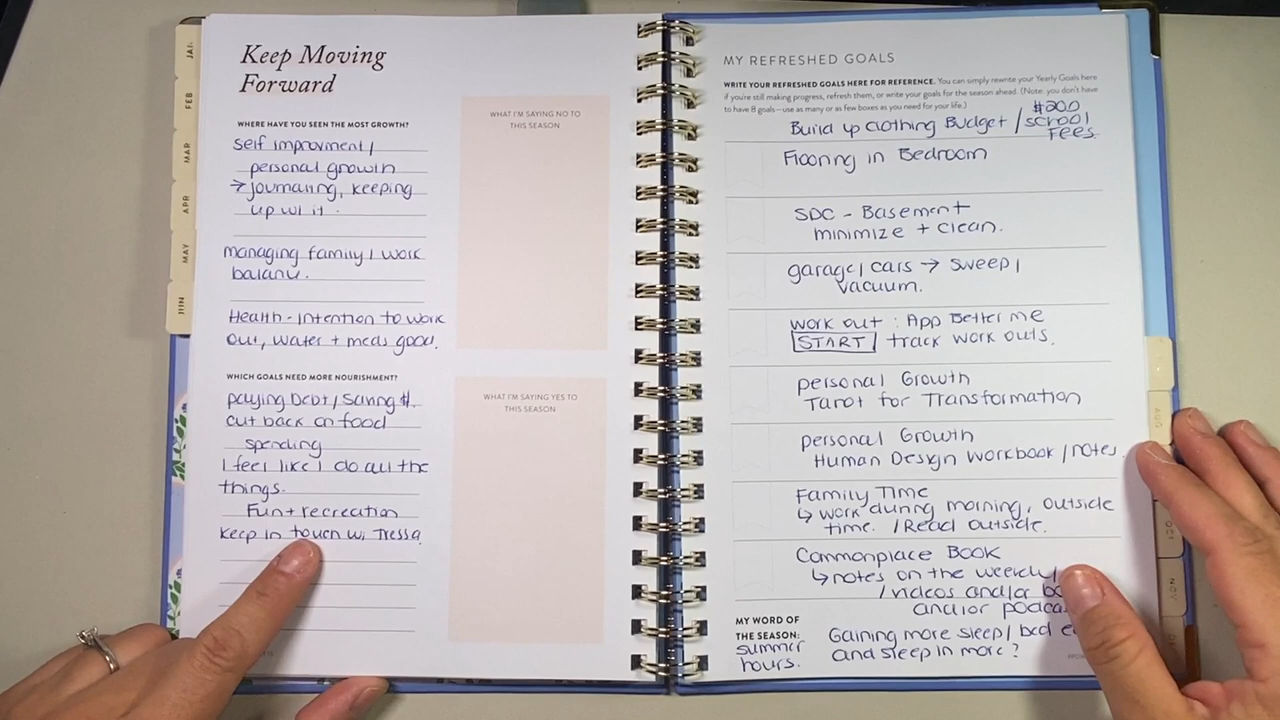 JAN
FEB
MAR
APR
MAY
JUN
Keep Moving
Forward
WHERE HAVE YOU SEEN THE MOST GROWTH?
self improvment /
personal growth
→ journaling, keeping
up w/ it.
managing family / work
balance.
Health - Intention to work
out, water + meds good.
WHICH GOALS NEED MORE NOURISHMENT?
paying Debt / Saving $.
cut back on food
spending
I feel like I do all the
things.
Fun + recreation
keep in touch w/ Tressa.
WHAT I'M SAYING NO TO
THIS SEASON
WHAT I'M SAYING YES TO
THIS SEASON
MY REFRESHED GOALS
WRITE YOUR REFRESHED GOALS HERE FOR REFERENCE. You can simply rewrite your Yearly Goals here
if you're still making progress, refresh them, or write your goals for the season ahead. (Note: you don't have
to have 8 goals—use as many or as few boxes as you need for your life.)
Build up clothing Budget / $200 school Fees.
Flooring in Bedroom
SDC - Basement
minimize + clean.
garage / cars → sweep /
vacuum.
work out : App Better me
START track work outs.
personal Growth
Tarot for Transformation
personal Growth
Human Design workbook / notes.
Family Time
↳ work during morning, outside
time. / Read outside.
Commonplace Book
↳ notes on the weekly /
/ videos and/or
and/or
MY WORD OF
THE SEASON:
summer
hours.
Gaining more sleep / bed
and sleep in more?
AUG
OCT
NOV